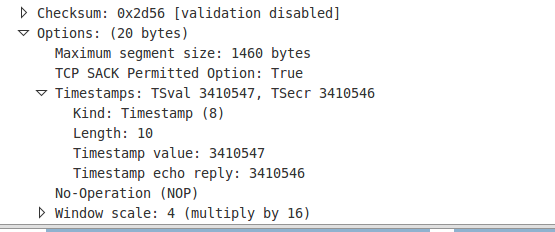 Checksum: 0x2d56 [validation disabled]
Options: (20 bytes)
Maximum segment size: 1460 bytes
TCP SACK Permitted Option: True
Timestamps: TSval 3410547, TSecr 3410546
Kind: Timestamp (8)
Length: 10
Timestamp value: 3410547
Timestamp echo reply: 3410546
No-Operation (NOP)
Window scale: 4 (multiply by 16)